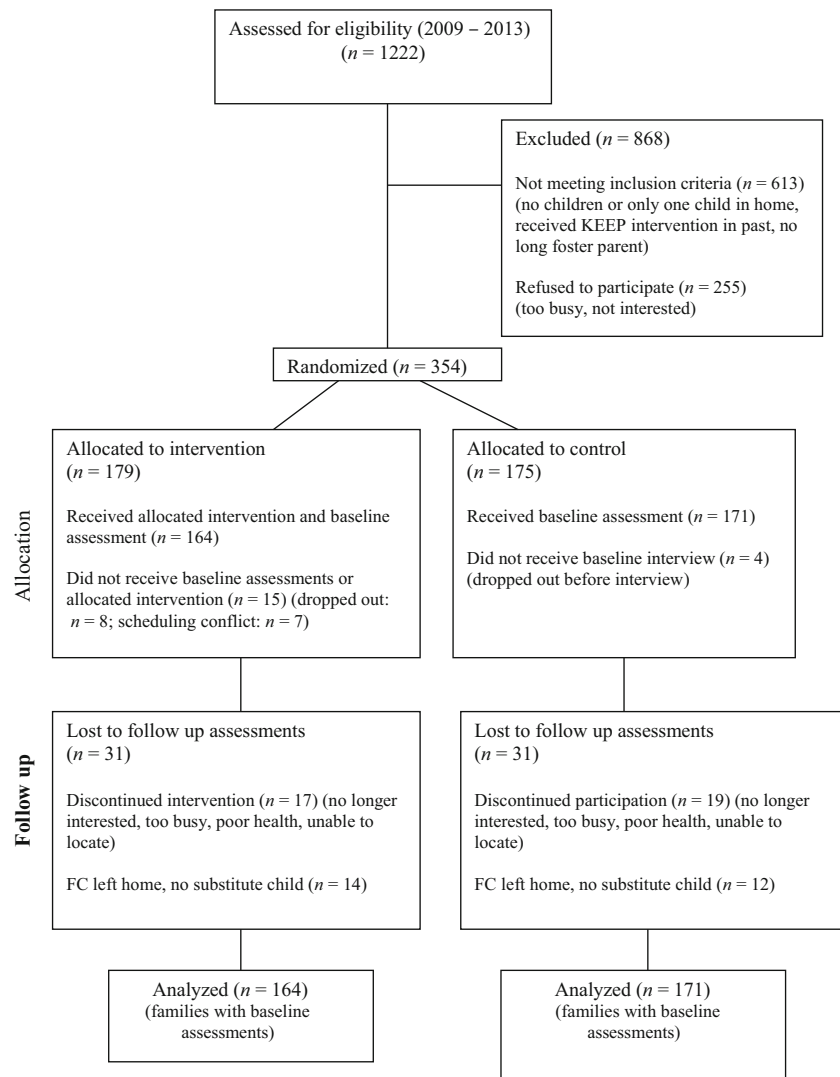 Assessed for eligibility (2009 – 2013)
(n = 1222)
Excluded (n = 868)
Not meeting inclusion criteria (n = 613)
(no children or only one child in home,
received KEEP intervention in past, no
long foster parent)
Refused to participate (n = 255)
(too busy, not interested)
Randomized (n = 354)
Allocation
Allocated to intervention
(n = 179)
Received allocated intervention and baseline
assessment (n = 164)
Did not receive baseline assessments or
allocated intervention (n = 15) (dropped out:
n = 8; scheduling conflict: n = 7)
Allocated to control
(n = 175)
Received baseline assessment (n = 171)
Did not receive baseline interview (n = 4)
(dropped out before interview)
Follow up
Lost to follow up assessments
(n = 31)
Discontinued intervention (n = 17) (no longer
interested, too busy, poor health, unable to
locate)
FC left home, no substitute child (n = 14)
Lost to follow up assessments
(n = 31)
Discontinued participation (n = 19) (no longer
interested, too busy, poor health, unable to
locate)
FC left home, no substitute child (n = 12)
Analyzed (n = 164)
(families with baseline
assessments)
Analyzed (n = 171)
(families with baseline
assessments)